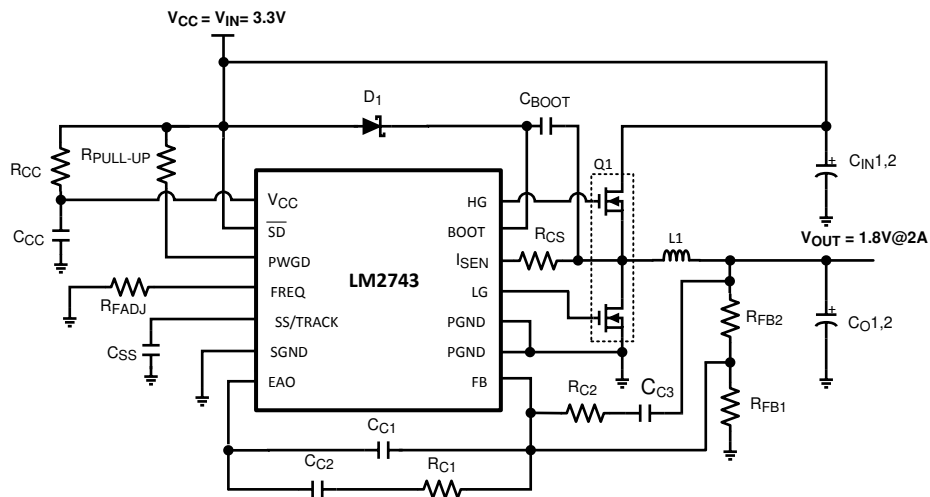 VCC = VIN= 3.3V
D1
CBOOT
RCC
RPULL-UP
Q1
CIN1,2
VCC
HG
CCC
SD
BOOT
RCS
VOUT = 1.8V@2A
L1
PWGD
ISEN
LM2743
FREQ
LG
RFADJ
RFB2
CO1,2
SS/TRACK
PGND
CSS
SGND
PGND
EAO
FB
RC2
CC3
RFB1
CC1
CC2
RC1
+
+